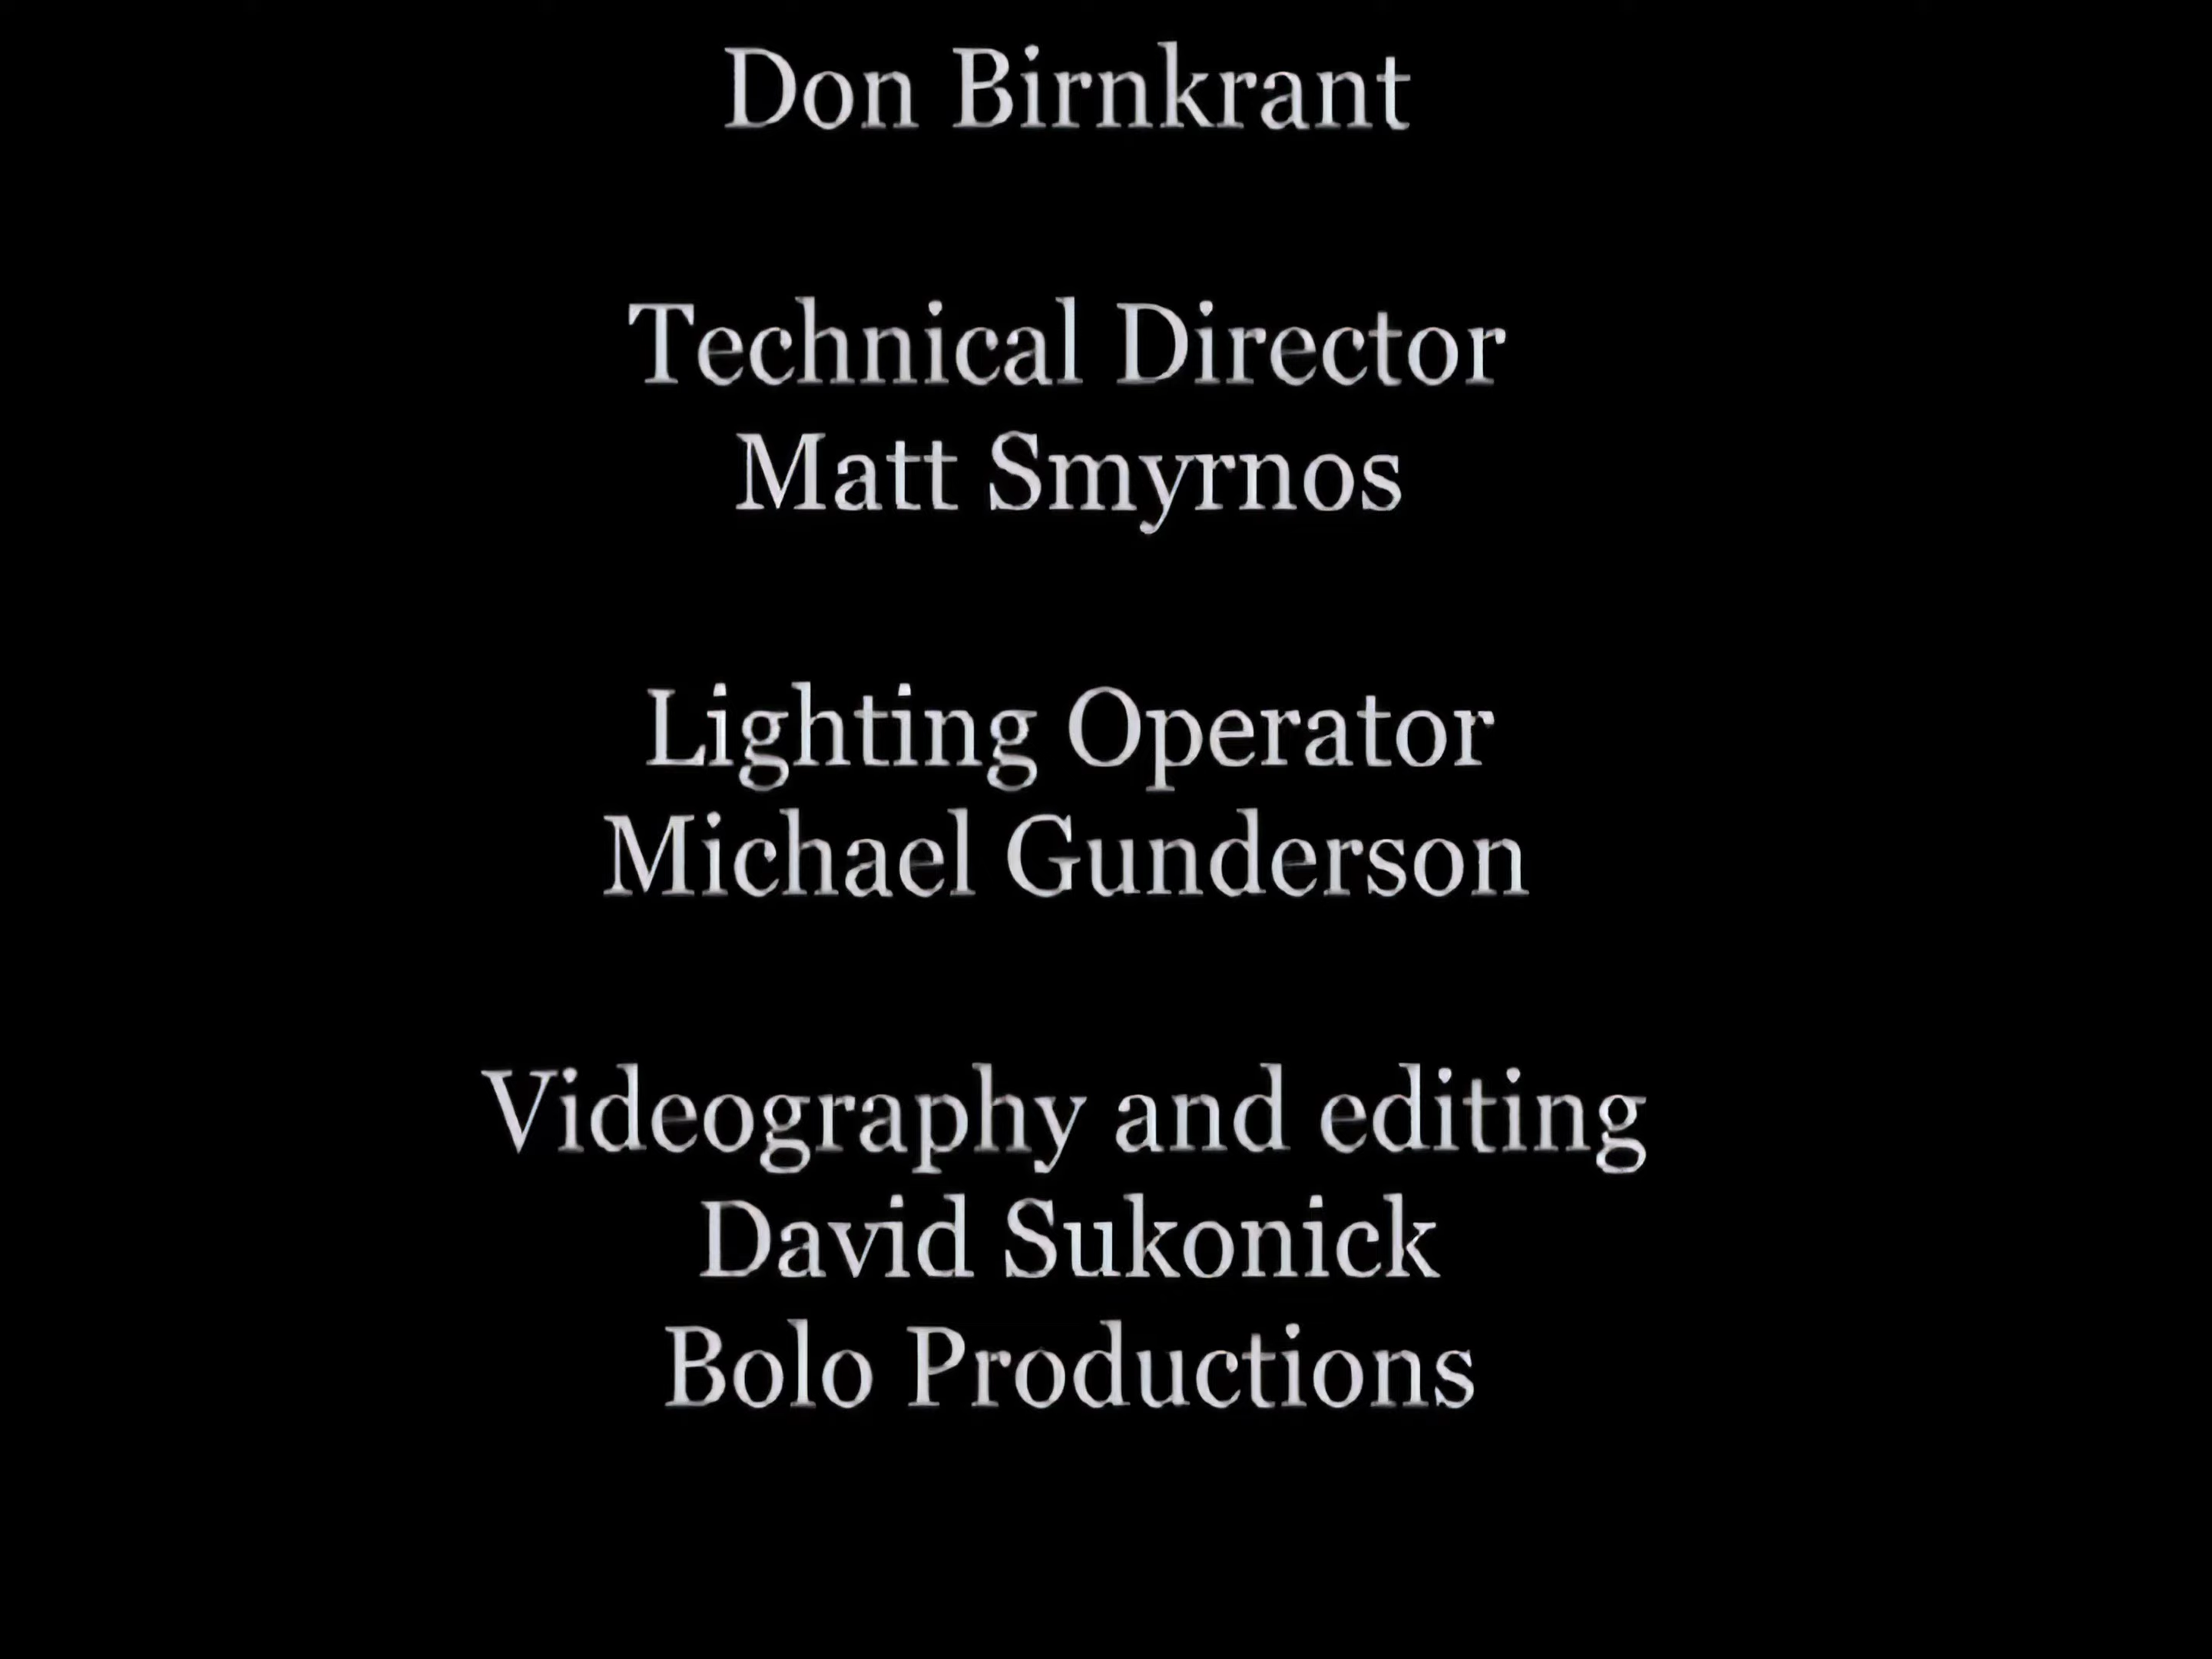 Don Birnkrant
Technical Director
Matt Smyrnos
Lighting Operator
Michael Gunderson
Videography and editing
David Sukonick
Bolo Productions